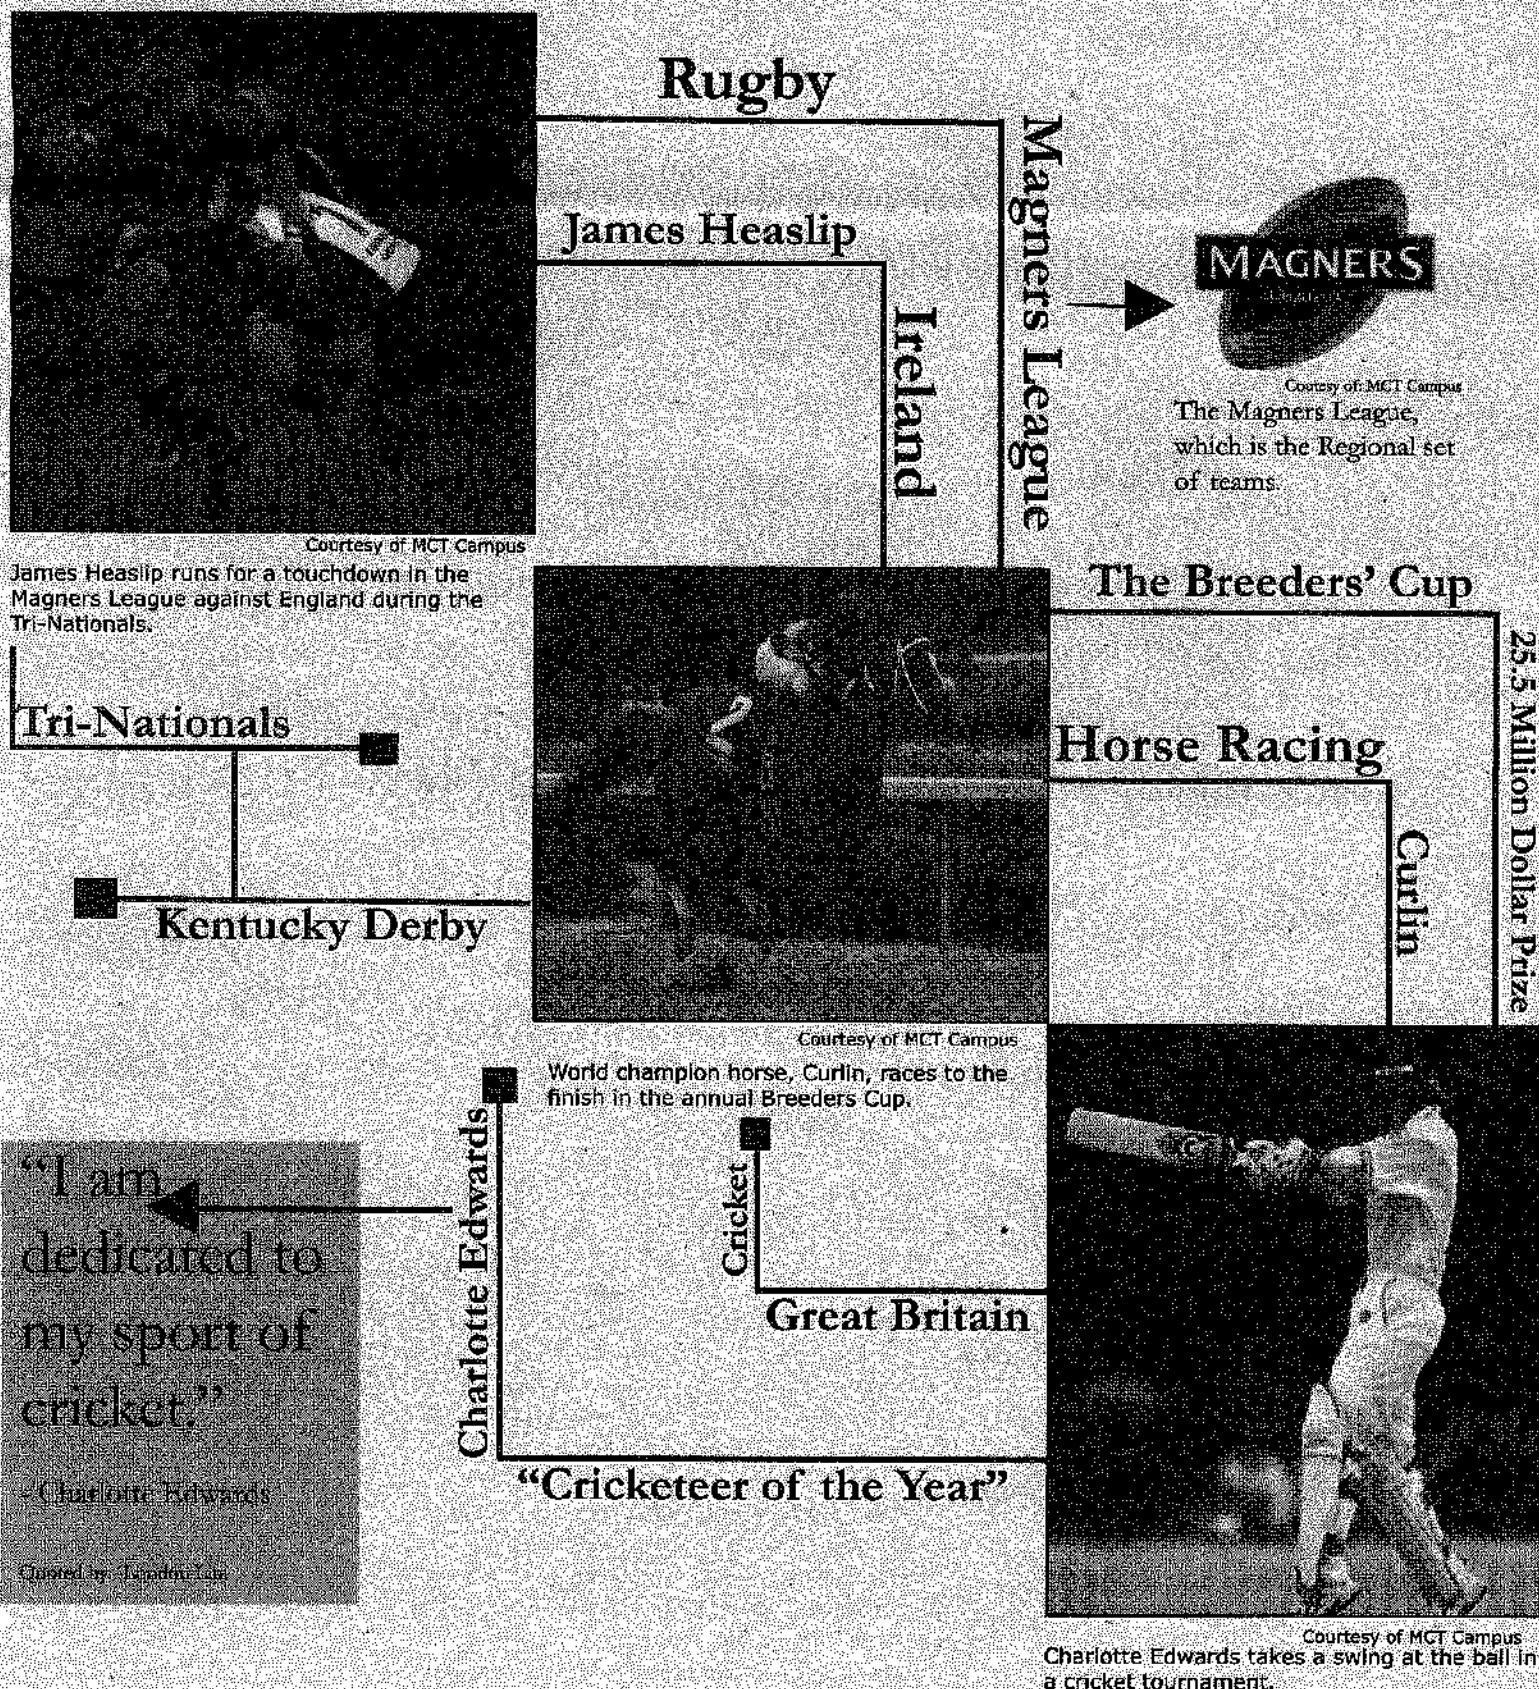 Rugby
Magners League
James Heaslip
Ireland
MAGNERS
Courtesy of: MCT Campus
The Magners League,
which is the Regional set
of teams.
Courtesy of MCT Campus
James Heaslip runs for a touchdown in the
Magners League against England during the
Tri-Nationals.
The Breeders' Cup
25.5 Million Dollar Prize
Tri-Nationals
Horse Racing
Curlin
Kentucky Derby
Courtesy of MCT Campus
World champion horse, Curlin, races to the
finish in the annual Breeders Cup.
Charlotte Edwards
Cricket
Great Britain
"Cricketeer of the Year"
"I am
dedicated to
my sport of
cricket."
- Charlotte Edwards
Quoted by:
Courtesy of MCT Campus
Charlotte Edwards takes a swing at the ball in
a cricket tournament.